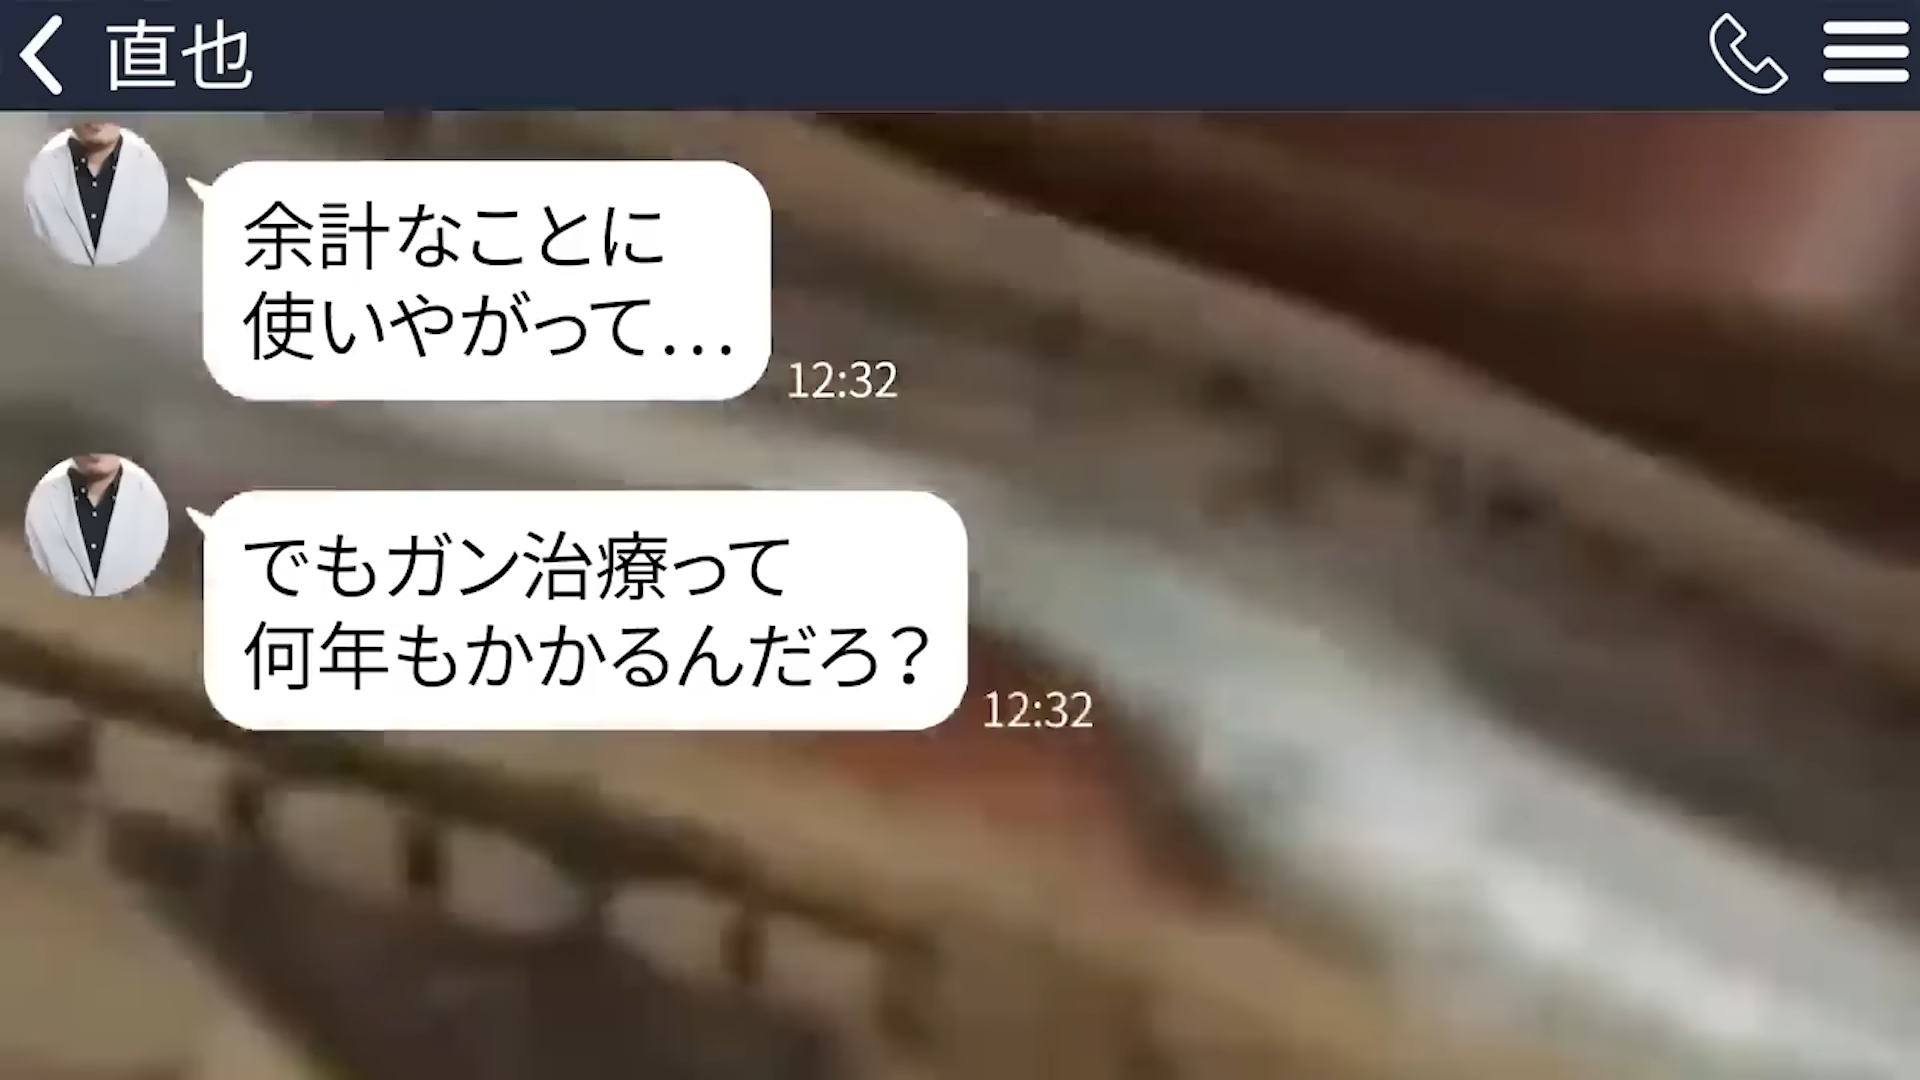 直也
余計なことに
使いやがって…
12:32
でもガン治療って
何年もかかるんだろ？
12:32